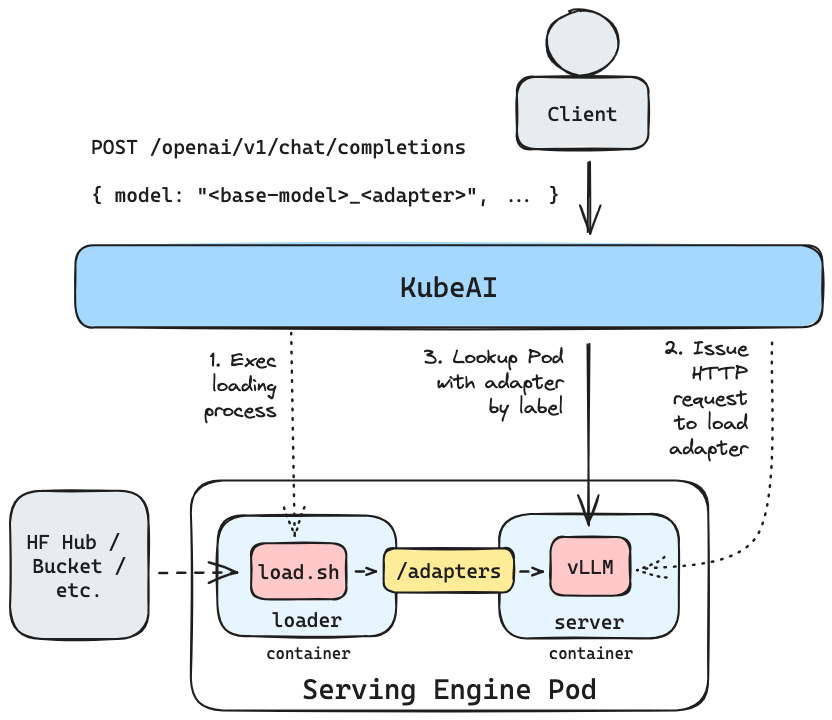 Client
POST /openai/v1/chat/completions
{ model: "<base-model>_<adapter>", ... }
KubeAI
1. Exec
loading
process
3. Lookup Pod
with adapter
by label
2. Issue
HTTP
request
to load
adapter
HF Hub /
Bucket /
etc.
load.sh
/adapters
vLLM
loader
server
container
container
Serving Engine Pod